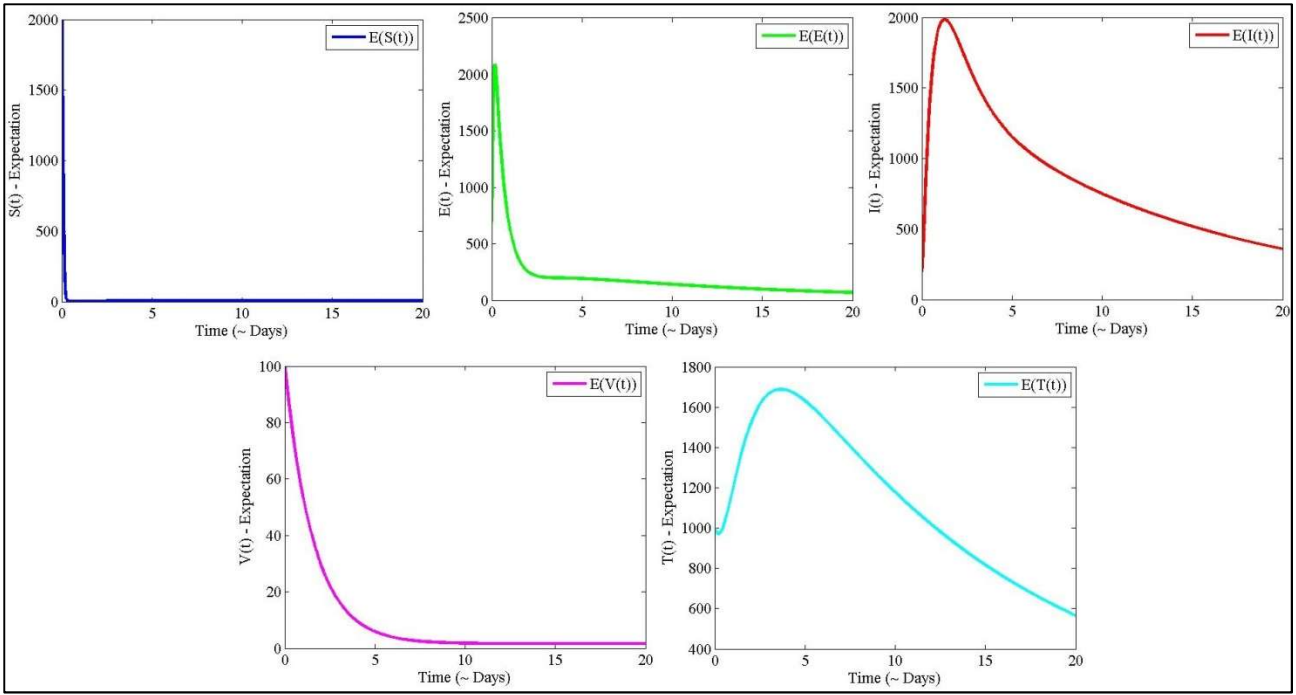 E(S(t))
S(t) - Expectation
2000
1500
1000
500
0
0 5 10 15 20
Time (~ Days)
E(E(t))
E(t) - Expectation
2500
2000
1500
1000
500
0
0 5 10 15 20
Time (~ Days)
E(I(t))
I(t) - Expectation
2000
1500
1000
500
0
0 5 10 15 20
Time (~ Days)
E(V(t))
V(t) - Expectation
100
80
60
40
20
0
0 5 10 15 20
Time (~ Days)
E(T(t))
T(t) - Expectation
1800
1600
1400
1200
1000
800
600
400
0 5 10 15 20
Time (~ Days)